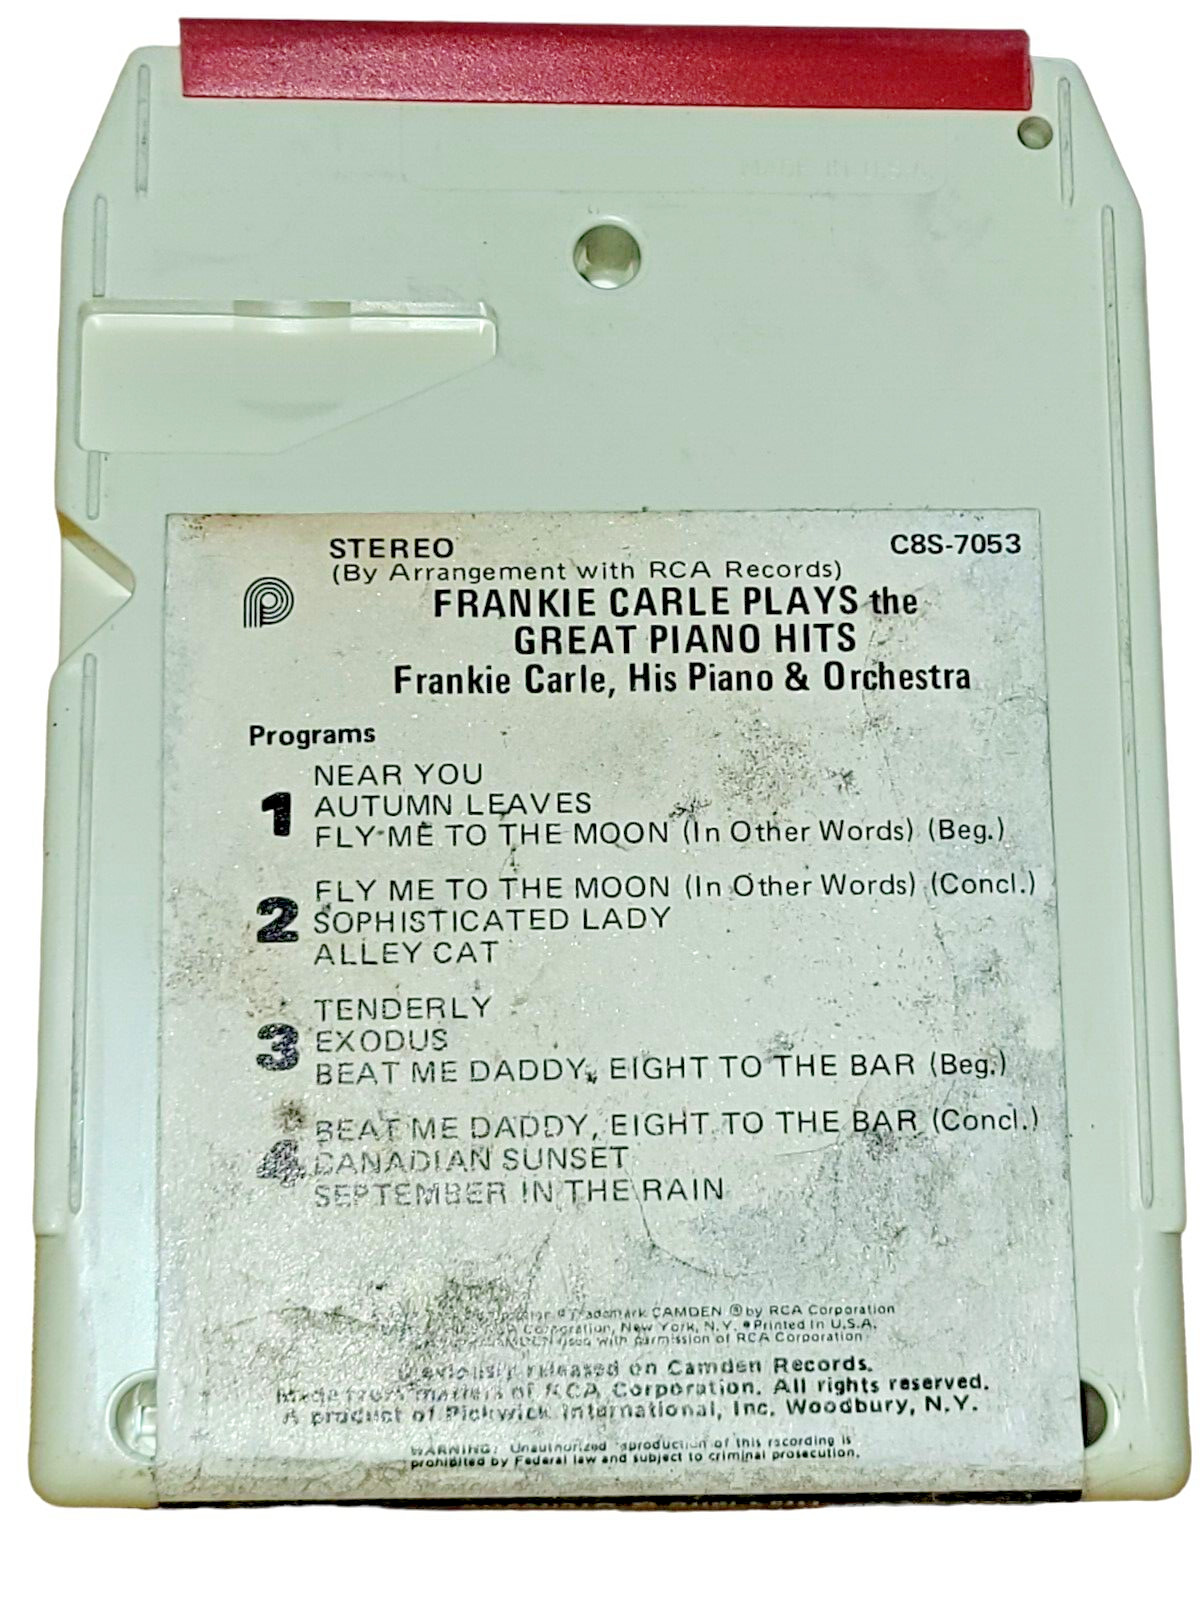 MADE IN U.S.A.
STEREO
C8S-7053
(By Arrangement with RCA Records)
FRANKIE CARLE PLAYS the
GREAT PIANO HITS
Frankie Carle, His Piano & Orchestra
Programs
1
NEAR YOU
AUTUMN LEAVES
FLY ME TO THE MOON (In Other Words) (Beg.)
2
FLY ME TO THE MOON (In Other Words) (Concl.)
SOPHISTICATED LADY
ALLEY CAT
3
TENDERLY
EXODUS
BEAT ME DADDY, EIGHT TO THE BAR (Beg.)
4
BEAT ME DADDY, EIGHT TO THE BAR (Concl.)
CANADIAN SUNSET
SEPTEMBER IN THE RAIN
Trademark CAMDEN ® by RCA Corporation
Corporation, New York, N.Y. • Printed in U.S.A.
with permission of RCA Corporation
Previously released on Camden Records.
Made from masters of RCA Corporation. All rights reserved.
A product of Pickwick International, Inc. Woodbury, N.Y.
WARNING: Unauthorized reproduction of this recording is
prohibited by Federal law and subject to criminal prosecution.